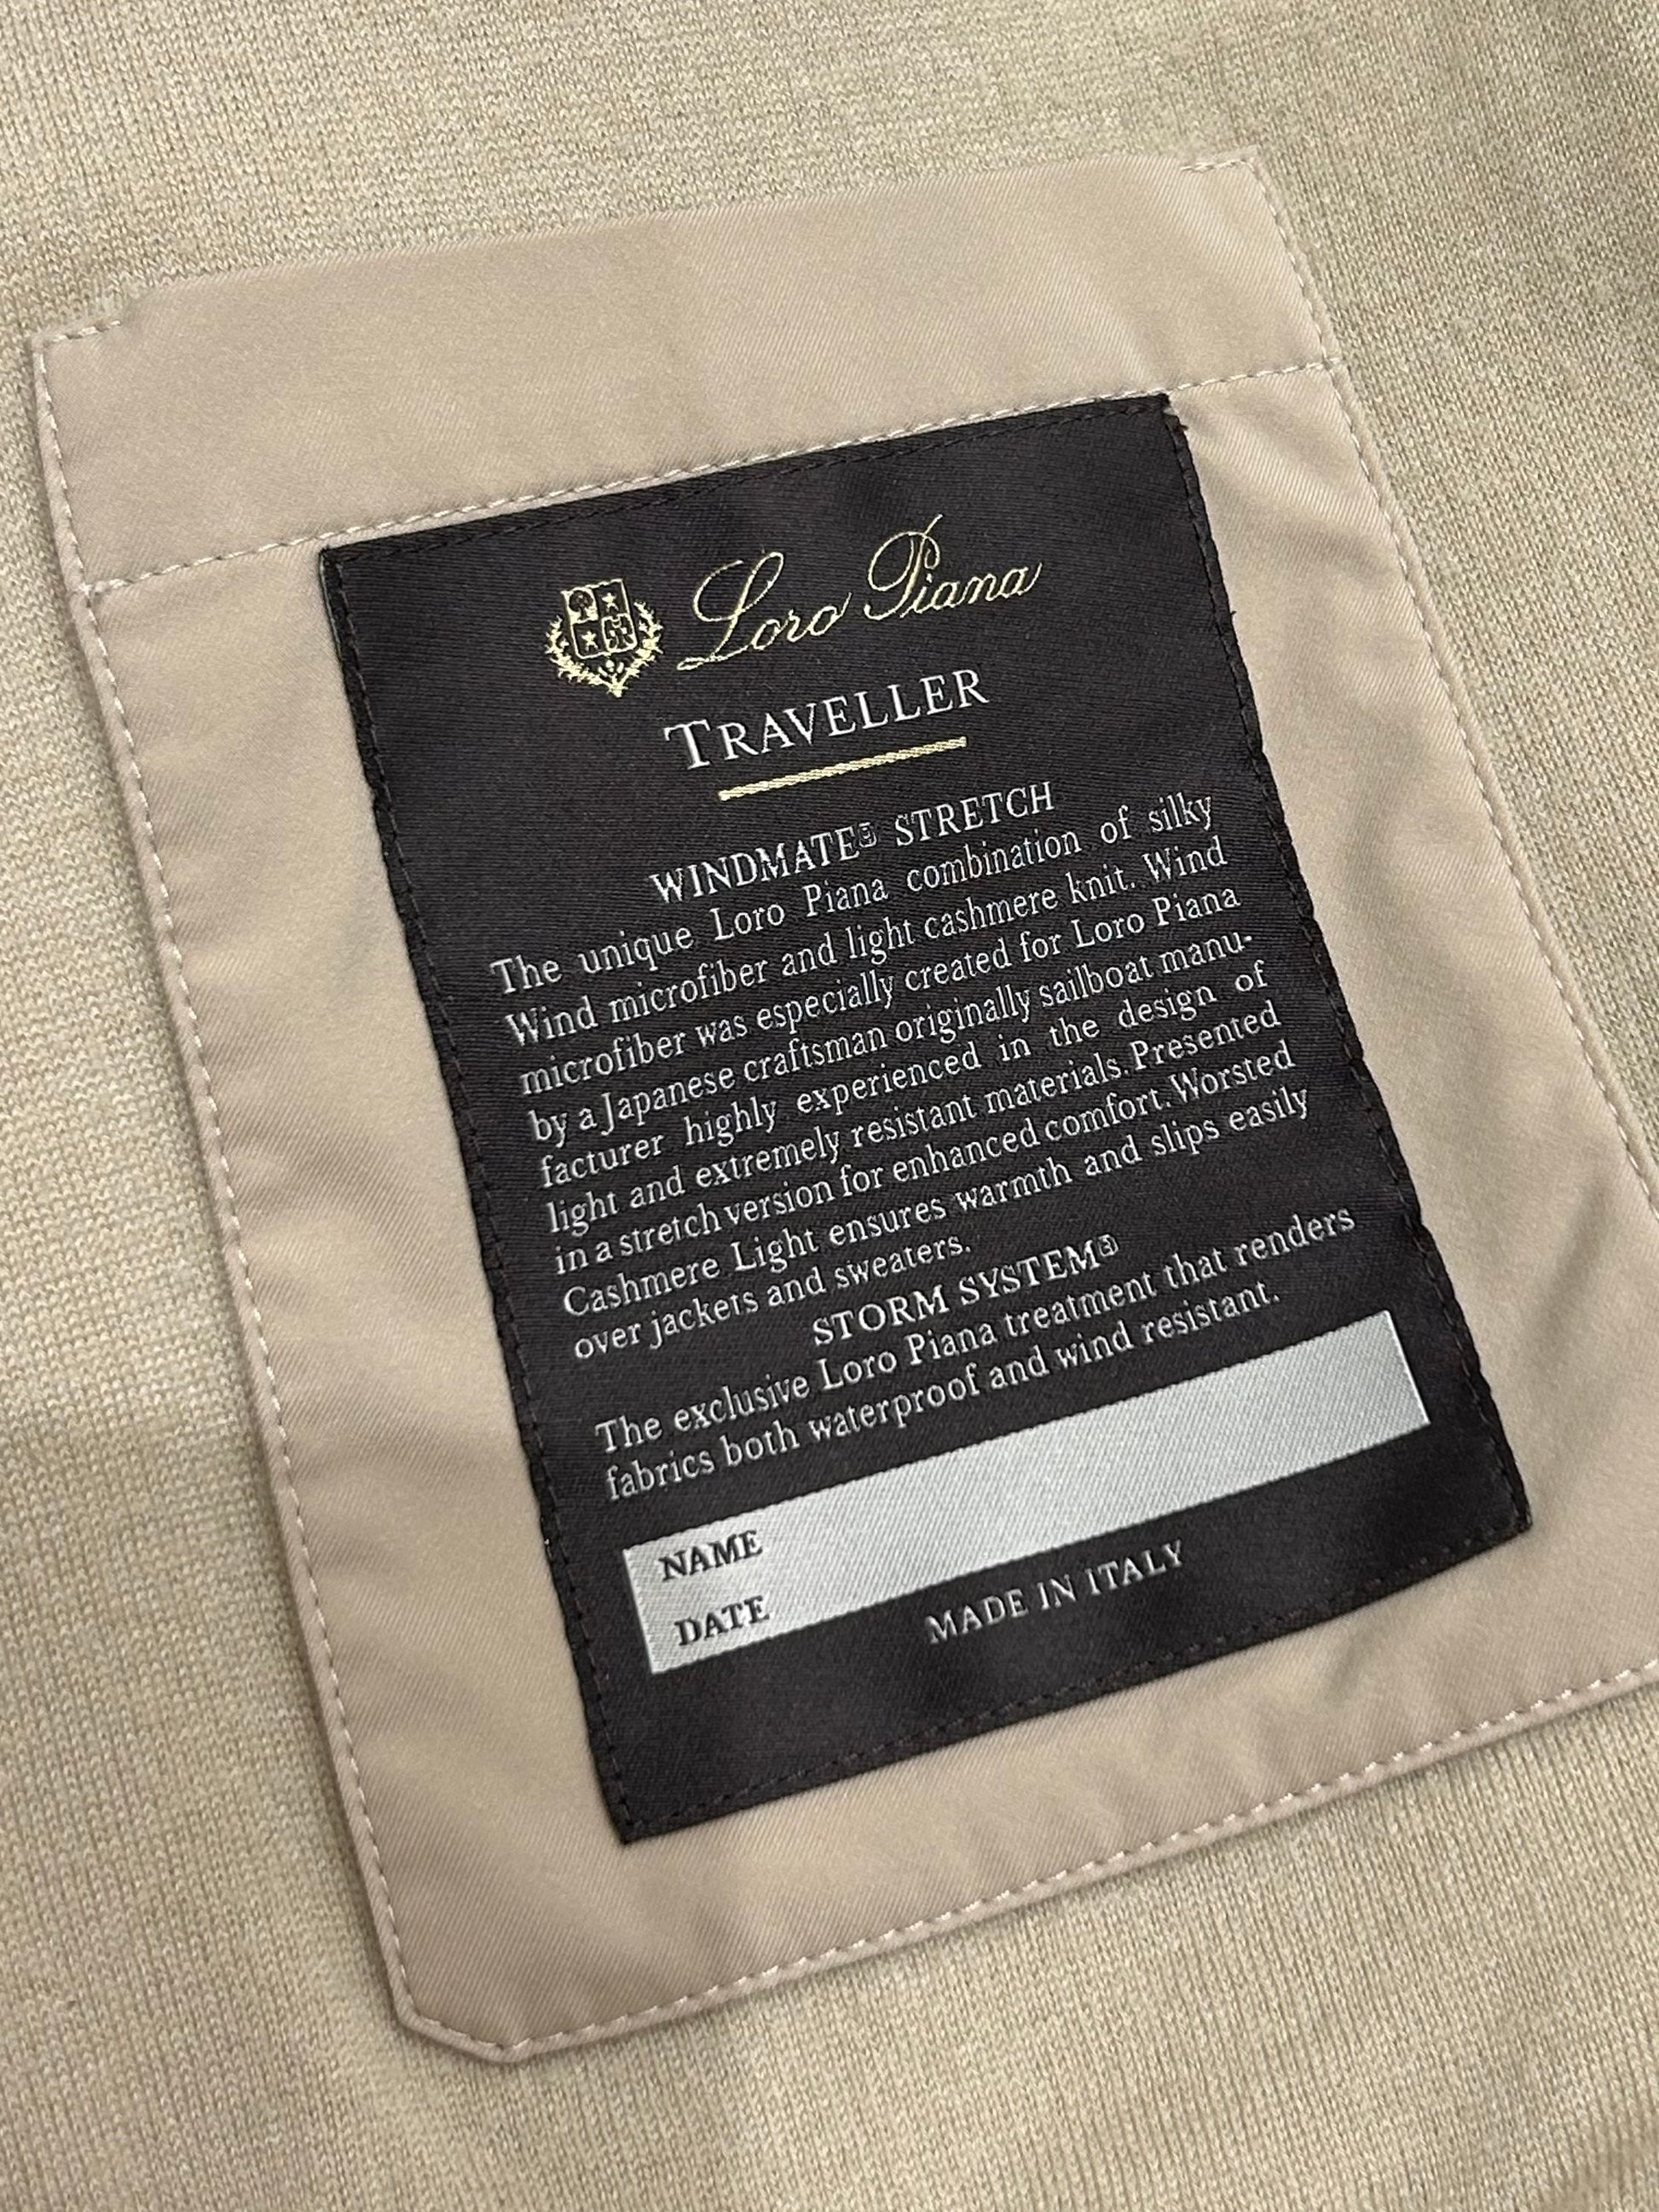 Loro Piana
TRAVELLER
WINDMATE® STRETCH
The unique Loro Piana combination of silky
Wind microfiber and light cashmere knit. Wind
microfiber was especially created for Loro Piana
by a Japanese craftsman originally sailboat manu-
facturer highly experienced in the design of
light and extremely resistant materials. Presented
in a stretch version for enhanced comfort. Worsted
Cashmere Light ensures warmth and slips easily
over jackets and sweaters.
STORM SYSTEM®
The exclusive Loro Piana treatment that renders
fabrics both waterproof and wind resistant.
NAME
DATE
MADE IN ITALY